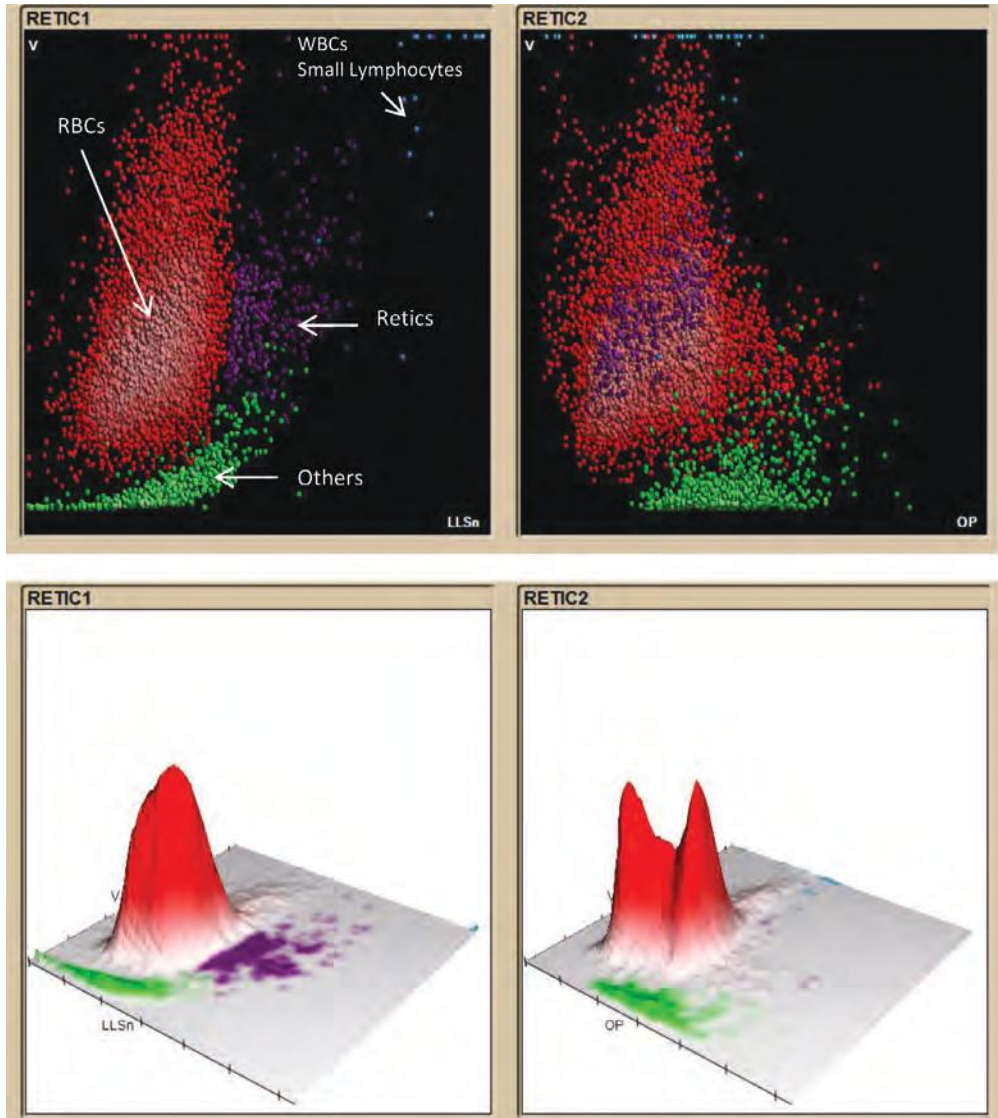 RETIC1
V
WBCs
Small Lymphocytes
RBCs
Retics
Others
LLSn
RETIC2
V
OP
RETIC1
V
LLSn
RETIC2
V
OP